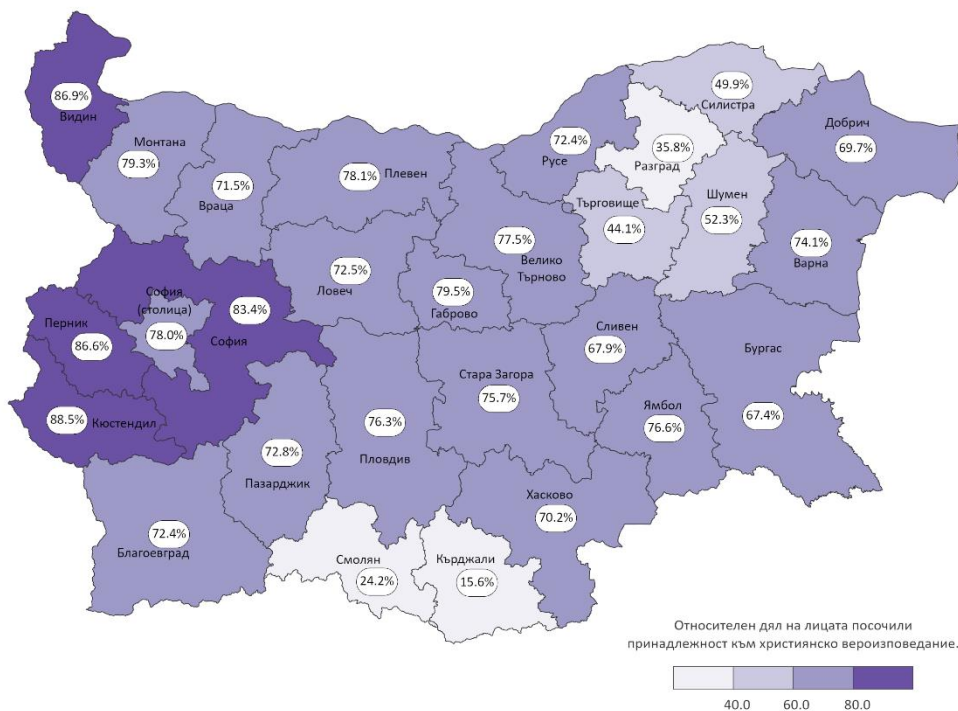 86.9%
Видин
Монтана
79.3%
71.5%
Враца
78.1%
Плевен
72.4%
Русе
49.9%
Силистра
35.8%
Разград
Добрич
69.7%
Търговище
44.1%
Шумен
52.3%
74.1%
Варна
77.5%
Велико
Търново
72.5%
Ловеч
79.5%
Габрово
София
(столица)
78.0%
83.4%
София
Перник
86.6%
88.5%
Кюстендил
Сливен
67.9%
Бургас
67.4%
Стара Загора
75.7%
Ямбол
76.6%
76.3%
Пловдив
72.8%
Пазарджик
72.4%
Благоевград
Хасково
70.2%
Смолян
24.2%
Кърджали
15.6%
Относителен дял на лицата посочили
принадлежност към християнско вероизповедание.
40.0 60.0 80.0